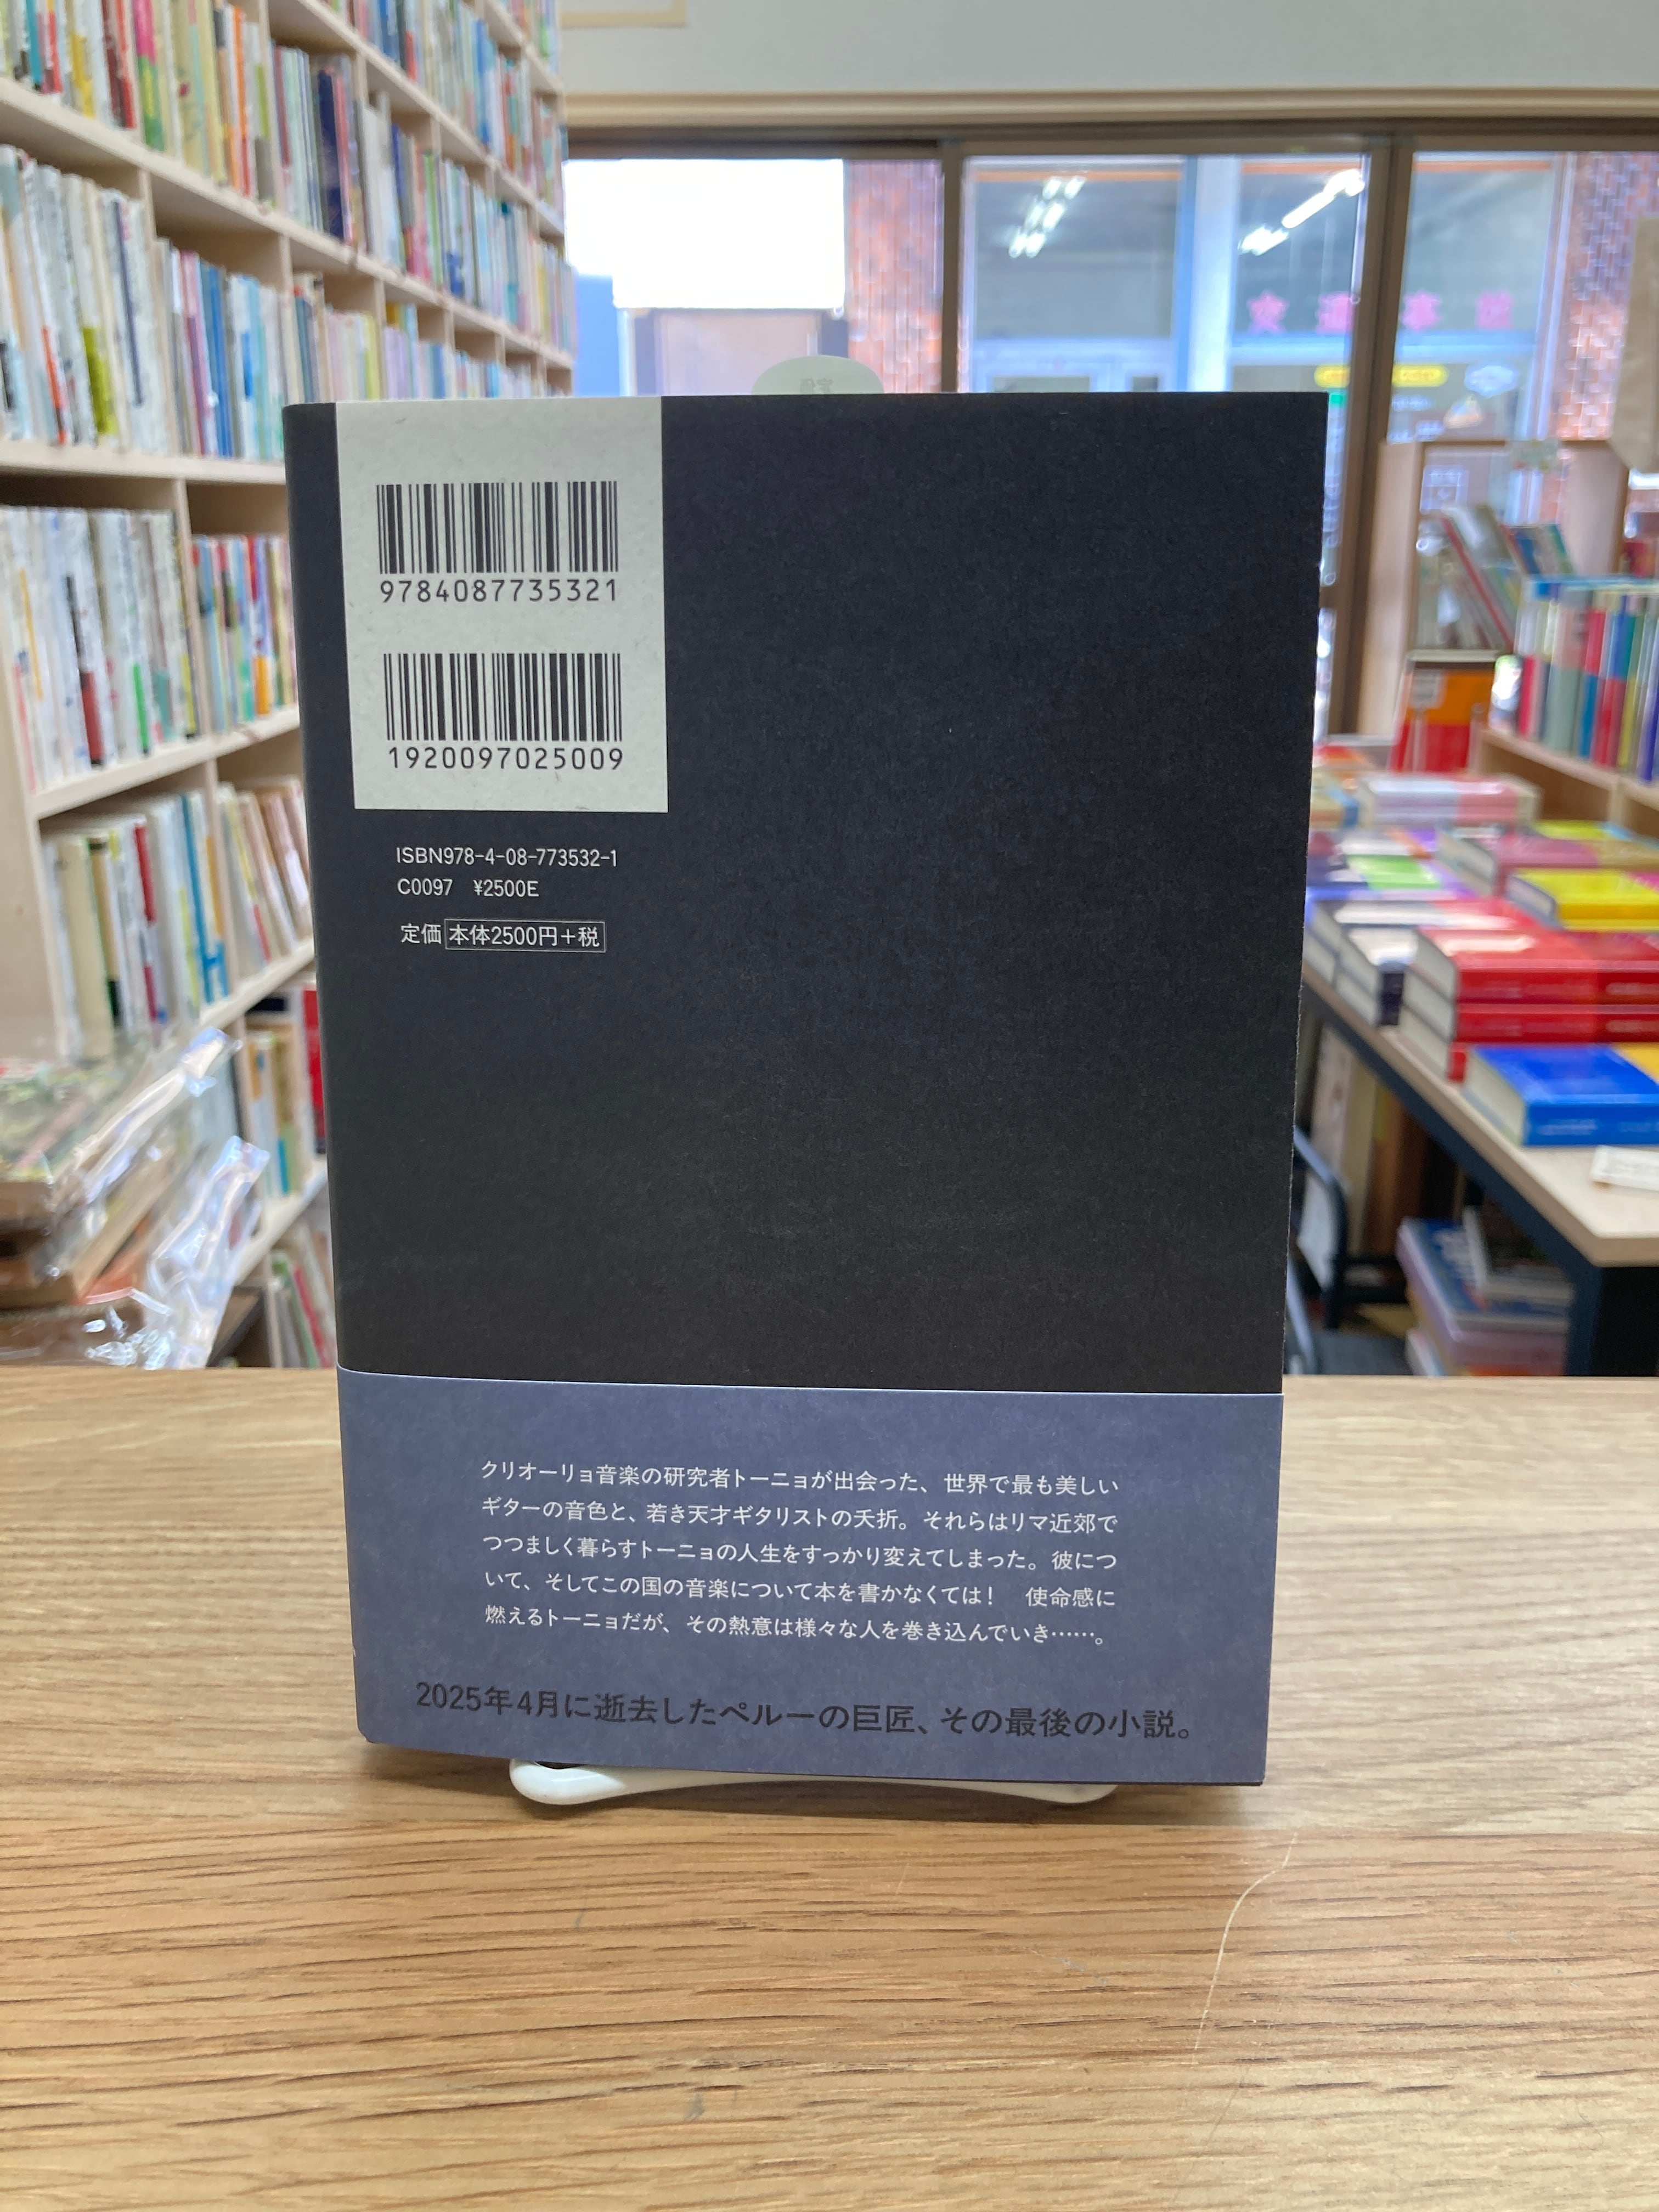 9784087735321
1920097025009
ISBN978-4-08-773532-1
C0097　¥2500E
定価 本体2500円+税
クリオーリョ音楽の研究者トーニョが出会った、世界で最も美しい
ギターの音色と、若き天才ギタリストの夭折。それらはリマ近郊で
つつましく暮らすトーニョの人生をすっかり変えてしまった。彼につ
いて、そしてこの国の音楽について本を書かなくては！　使命感に
燃えるトーニョだが、その熱意は様々な人を巻き込んでいき……。
2025年4月に逝去したペルーの巨匠、その最後の小説。